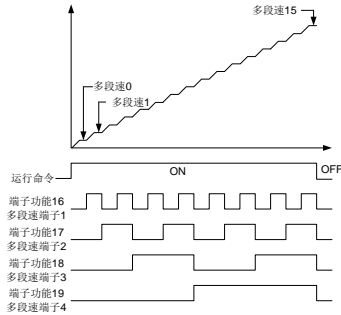 多段速15
多段速0
多段速1
运行命令
ON
OFF
端子功能16
多段速端子1
端子功能17
多段速端子2
端子功能18
多段速端子3
端子功能19
多段速端子4